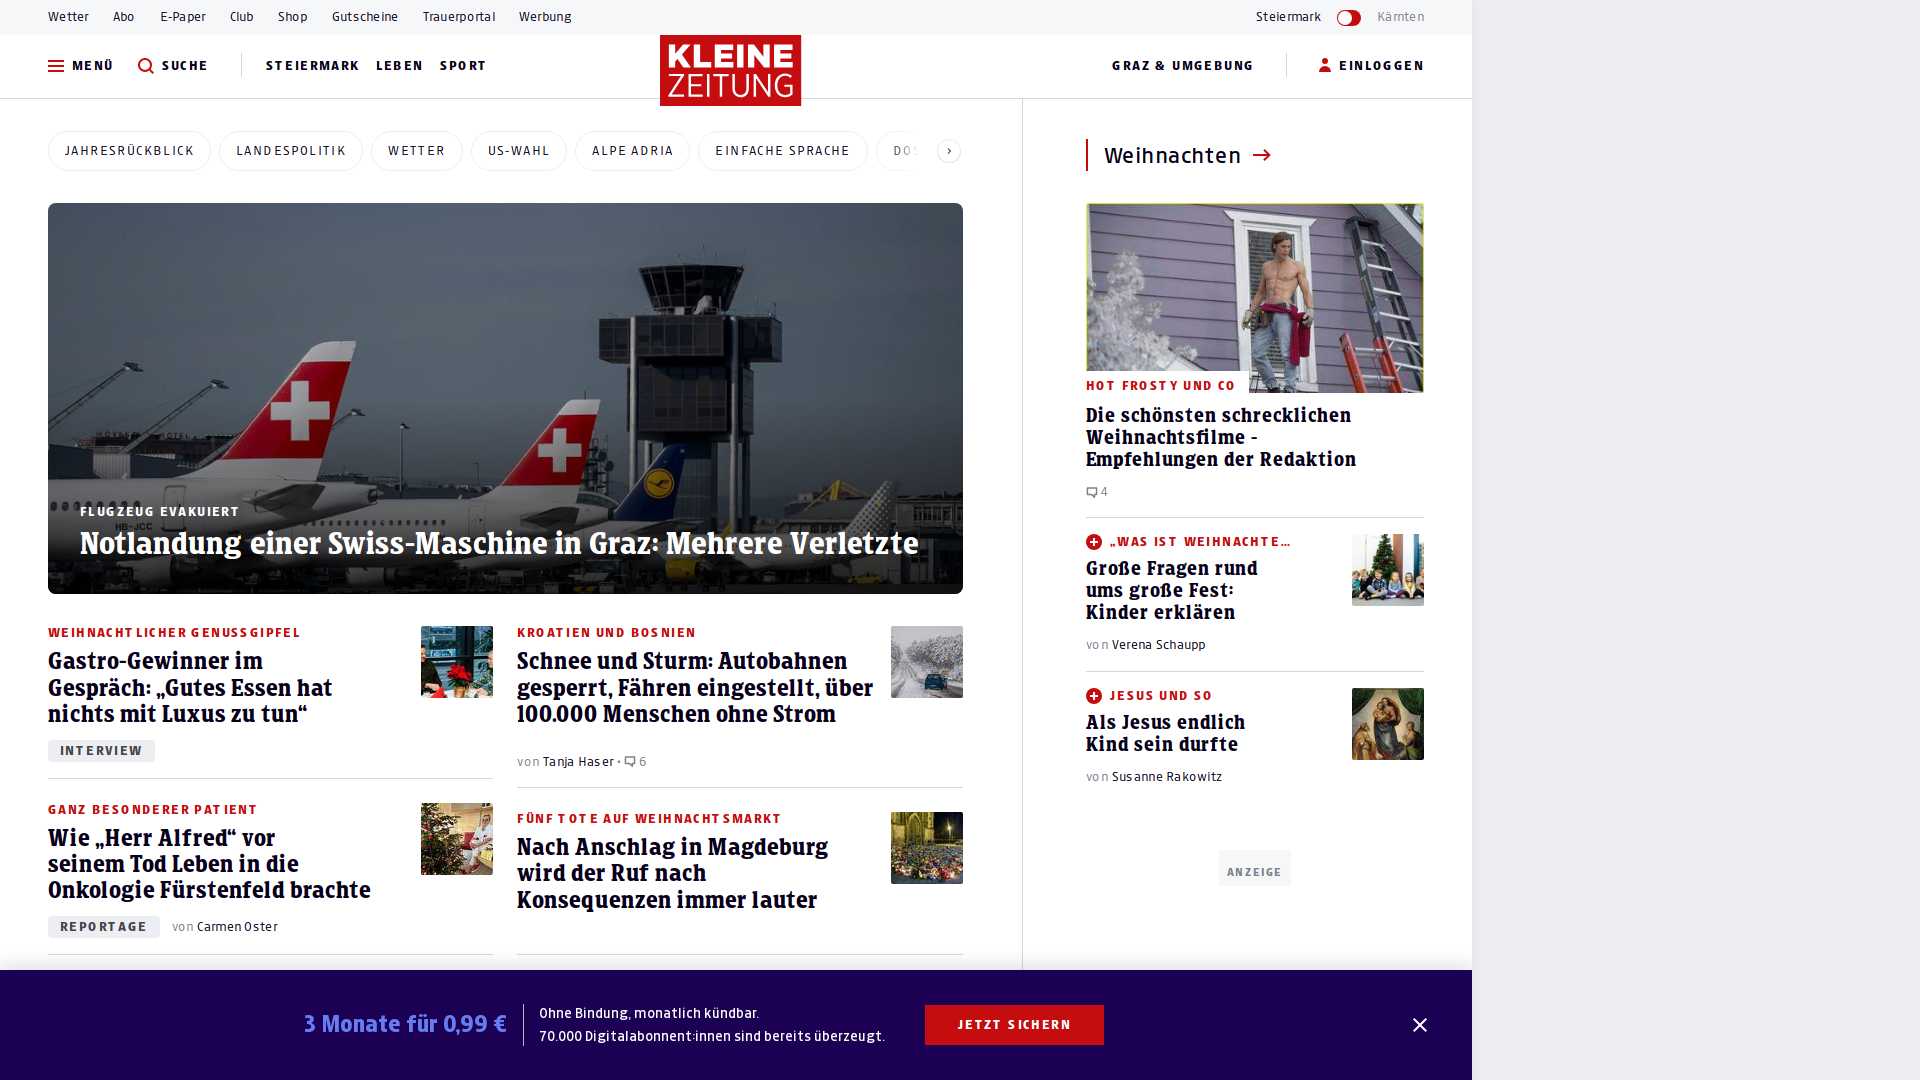 Wetter Abo E-Paper Club Shop Gutscheine Trauerportal Werbung
Steiermark Kärnten
MENÜ SUCHE STEIERMARK LEBEN SPORT
KLEINE
ZEITUNG
GRAZ & UMGEBUNG EINLOGGEN
JAHRESRÜCKBLICK LANDESPOLITIK WETTER US-WAHL ALPE ADRIA EINFACHE SPRACHE
HB-JCC
FLUGZEUG EVAKUIERT
Notlandung einer Swiss-Maschine in Graz: Mehrere Verletzte
WEIHNACHTLICHER GENUSSGIPFEL
Gastro-Gewinner im
Gespräch: „Gutes Essen hat
nichts mit Luxus zu tun“
INTERVIEW
GANZ BESONDERER PATIENT
Wie „Herr Alfred“ vor
seinem Tod Leben in die
Onkologie Fürstenfeld brachte
REPORTAGE von Carmen Oster
KROATIEN UND BOSNIEN
Schnee und Sturm: Autobahnen
gesperrt, Fähren eingestellt, über
100.000 Menschen ohne Strom
von Tanja Haser • 6
FÜNF TOTE AUF WEIHNACHTSMARKT
Nach Anschlag in Magdeburg
wird der Ruf nach
Konsequenzen immer lauter
Weihnachten
HOT FROSTY UND CO
Die schönsten schrecklichen
Weihnachtsfilme -
Empfehlungen der Redaktion
4
„WAS IST WEIHNACHTE…
Große Fragen rund
ums große Fest:
Kinder erklären
von Verena Schaupp
JESUS UND SO
Als Jesus endlich
Kind sein durfte
von Susanne Rakowitz
ANZEIGE
3 Monate für 0,99 €
Ohne Bindung, monatlich kündbar.
70.000 Digitalabonnent:innen sind bereits überzeugt.
JETZT SICHERN